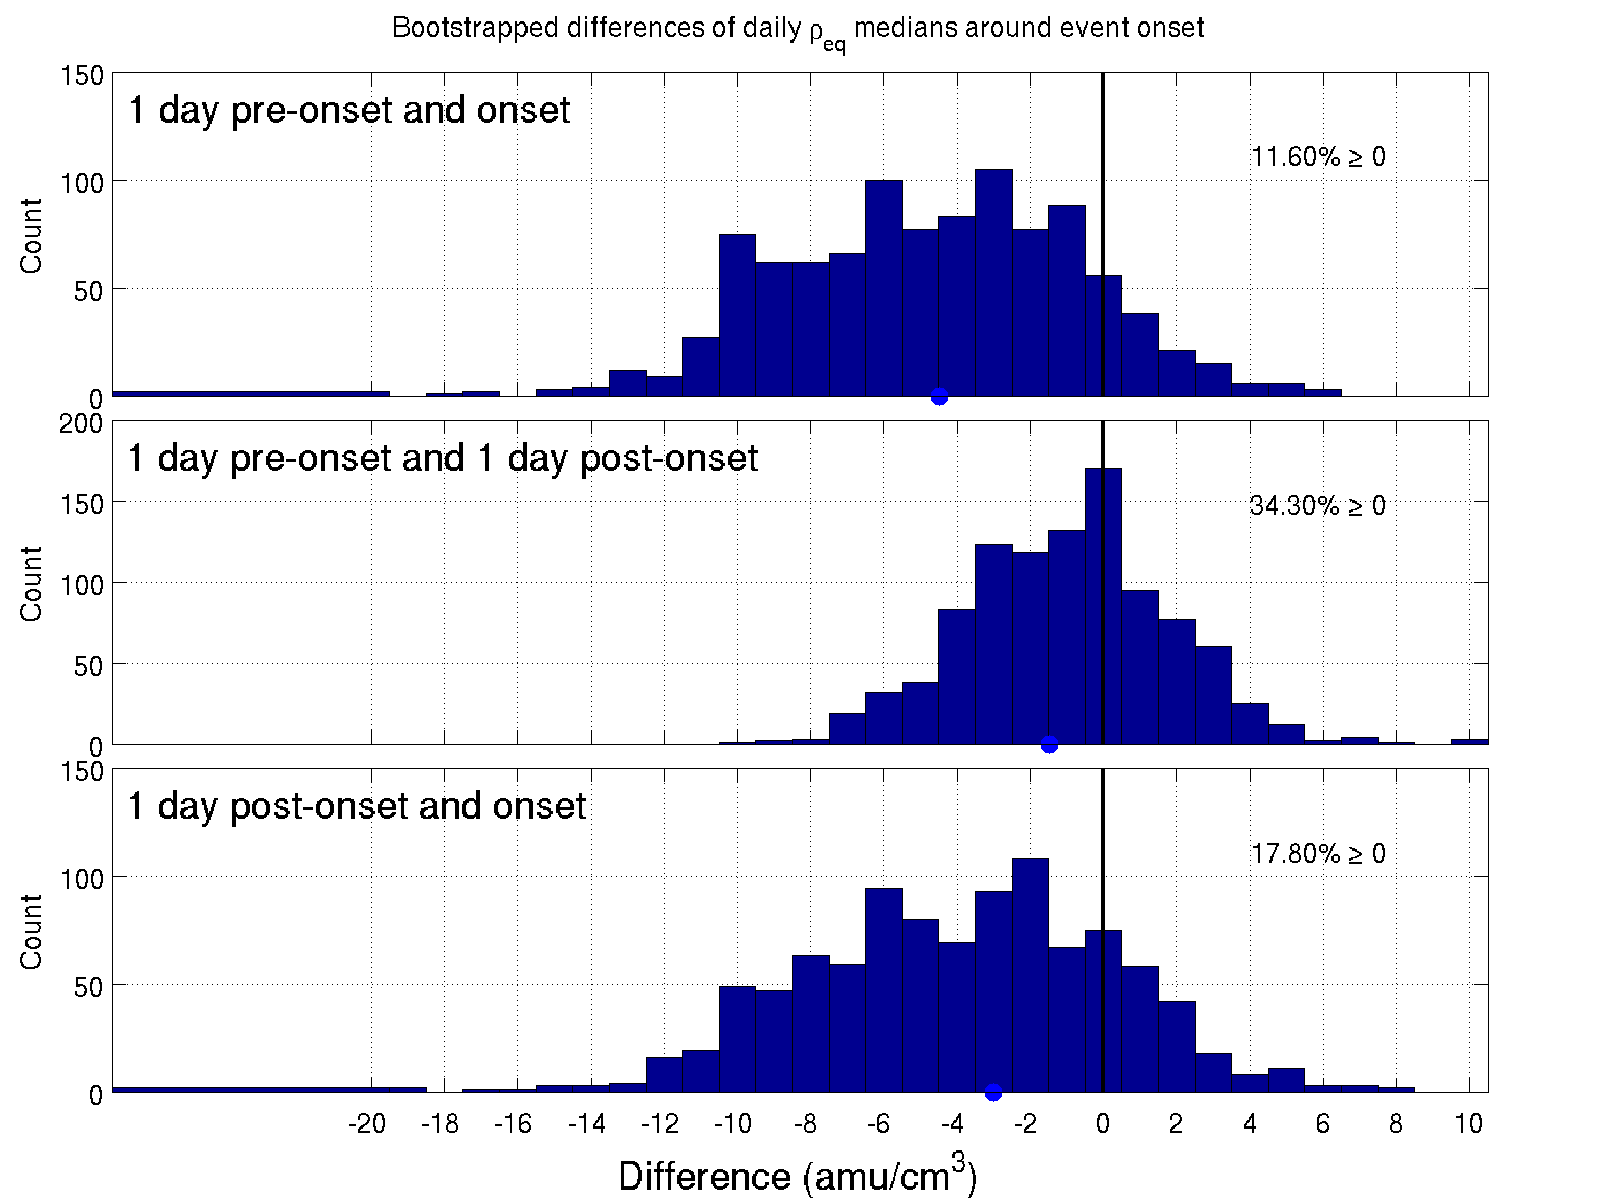 Bootstrapped differences of daily ρeq medians around event onset
150
1 day pre-onset and onset
11.60% ≥ 0
100
Count
50
0
200
1 day pre-onset and 1 day post-onset
150
34.30% ≥ 0
100
Count
50
0
150
1 day post-onset and onset
17.80% ≥ 0
100
Count
50
0
-20 -18 -16 -14 -12 -10 -8 -6 -4 -2 0 2 4 6 8 10
Difference (amu/cm³)